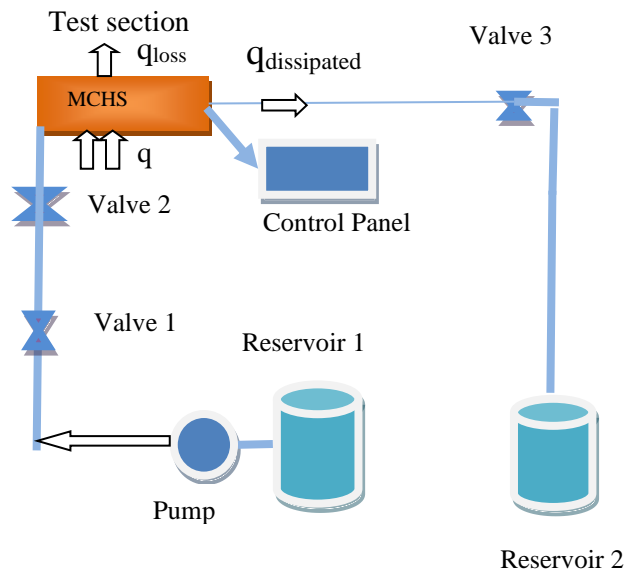 Test section
Valve 3
qloss
qdissipated
MCHS
q
Valve 2
Control Panel
Valve 1
Reservoir 1
Pump
Reservoir 2